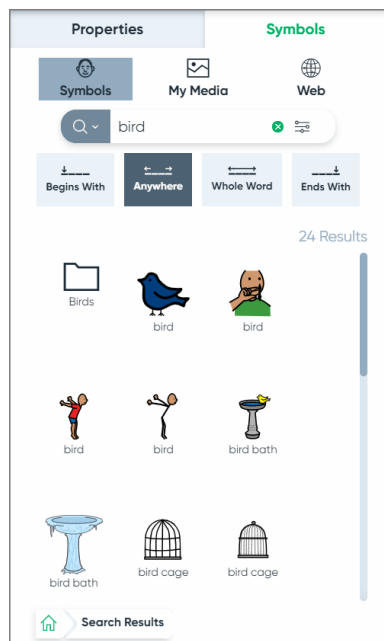 Properties
Symbols
Symbols
My Media
Web
bird
Begins With
Anywhere
Whole Word
Ends With
24 Results
Birds
bird
bird
bird
bird
bird bath
bird bath
bird cage
bird cage
Search Results